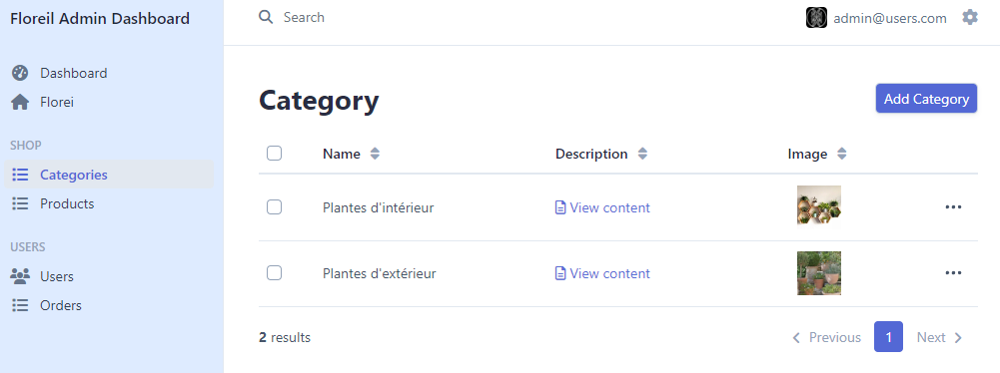 Floreil Admin Dashboard
Search
admin@users.com
Dashboard
Florei
SHOP
Categories
Products
USERS
Users
Orders
Category
Add Category
Name Description Image
Plantes d'intérieur View content
Plantes d'extérieur View content
2 results
Previous 1 Next